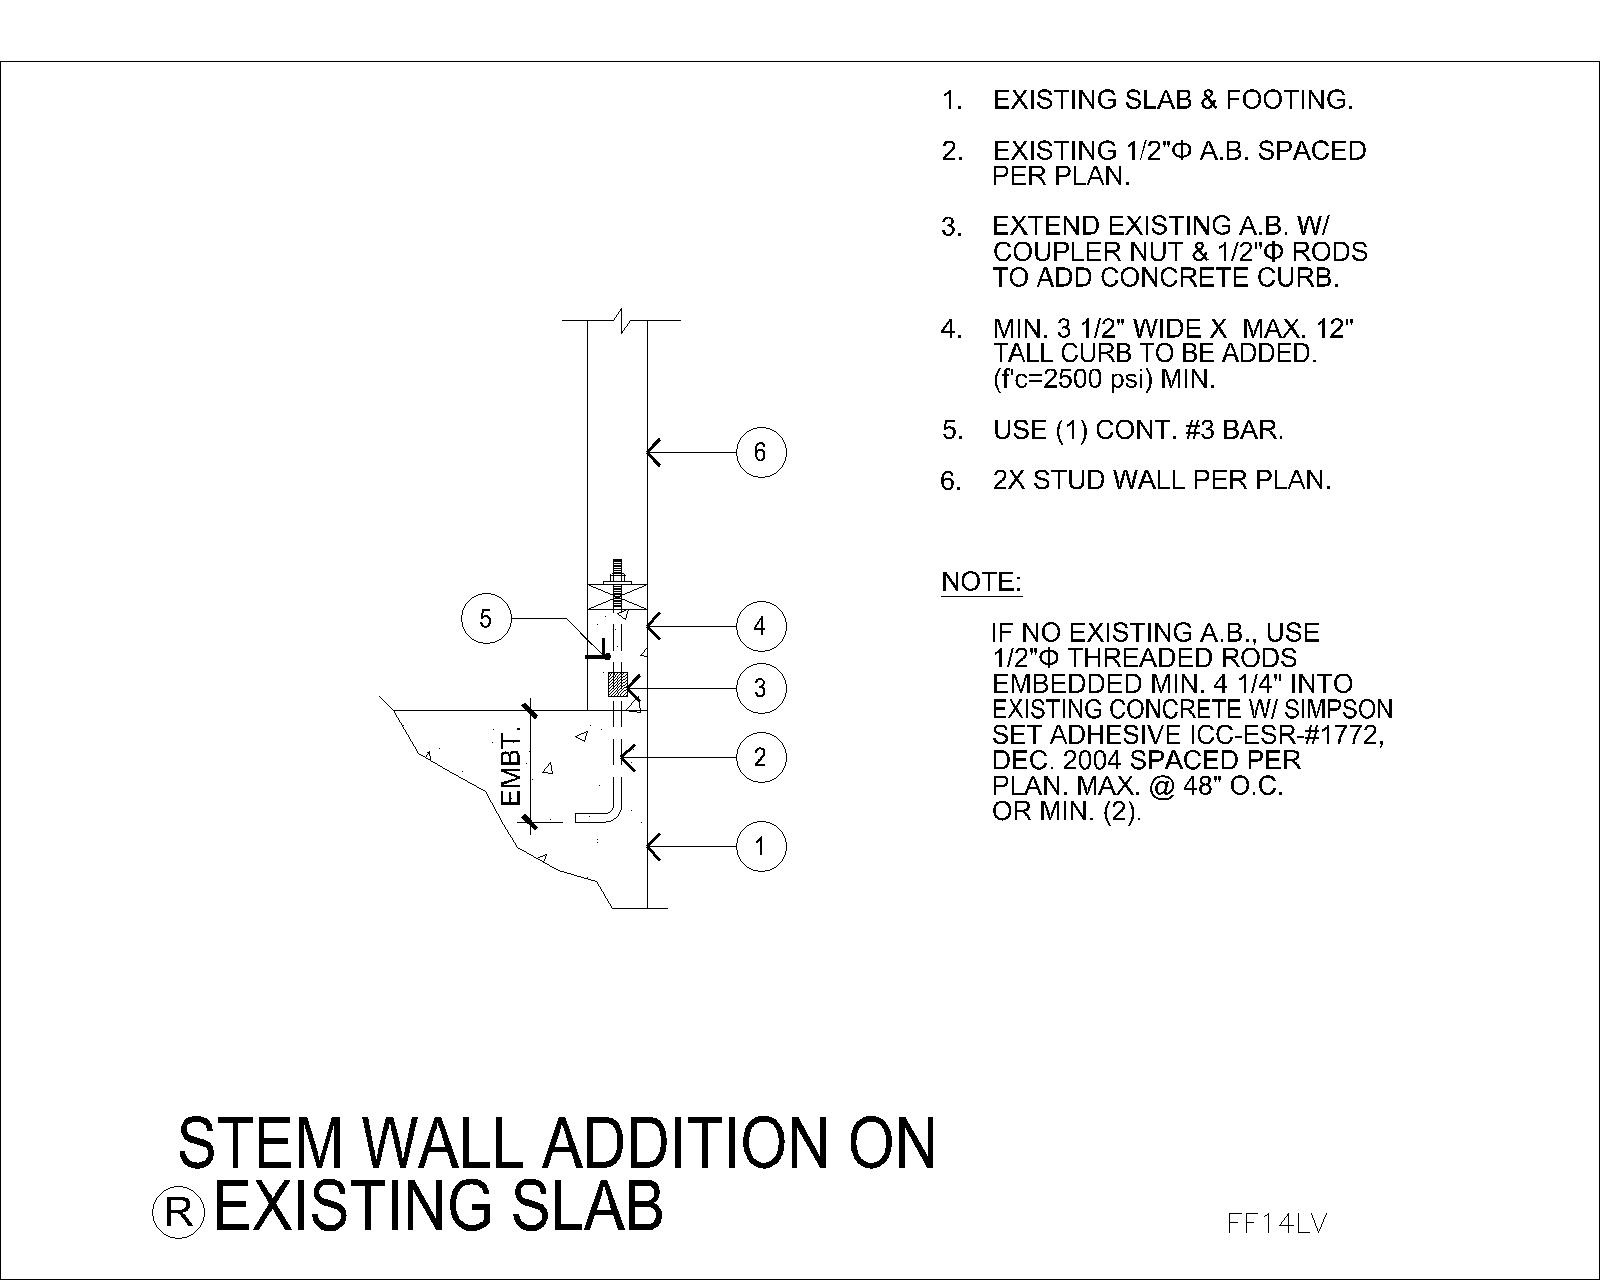 1. EXISTING SLAB & FOOTING.
2. EXISTING 1/2"Φ A.B. SPACED
PER PLAN.
3. EXTEND EXISTING A.B. W/
COUPLER NUT & 1/2"Φ RODS
TO ADD CONCRETE CURB.
4. MIN. 3 1/2" WIDE X MAX. 12"
TALL CURB TO BE ADDED.
(f'c=2500 psi) MIN.
5. USE (1) CONT. #3 BAR.
6. 2X STUD WALL PER PLAN.
NOTE:
IF NO EXISTING A.B., USE
1/2"Φ THREADED RODS
EMBEDDED MIN. 4 1/4" INTO
EXISTING CONCRETE W/ SIMPSON
SET ADHESIVE ICC-ESR-#1772,
DEC. 2004 SPACED PER
PLAN. MAX. @ 48" O.C.
OR MIN. (2).
6
5
4
3
2
1
EMBT.
STEM WALL ADDITION ON
R EXISTING SLAB
FF14LV